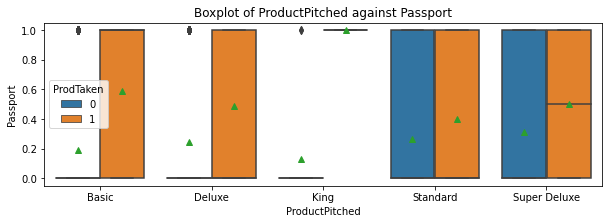 Boxplot of ProductPitched against Passport
Passport
1.0
0.8
0.6
0.4
0.2
0.0
ProdTaken
0
1
Basic
Deluxe
King
Standard
Super Deluxe
ProductPitched